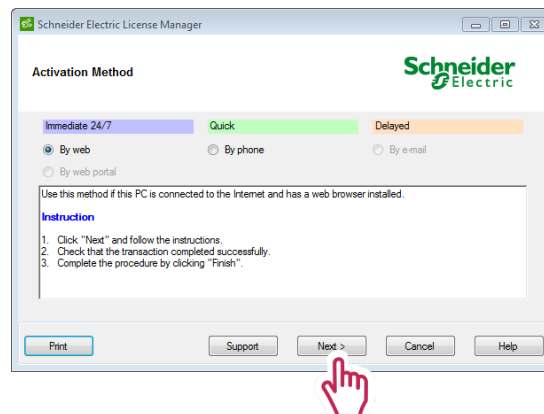 Schneider Electric License Manager
Activation Method
Schneider
Electric
Immediate 24/7 Quick Delayed
By web By phone By e-mail
By web portal
Use this method if this PC is connected to the Internet and has a web browser installed.
Instruction
1. Click "Next" and follow the instructions.
2. Check that the transaction completed successfully.
3. Complete the procedure by clicking "Finish".
Print Support Next > Cancel Help